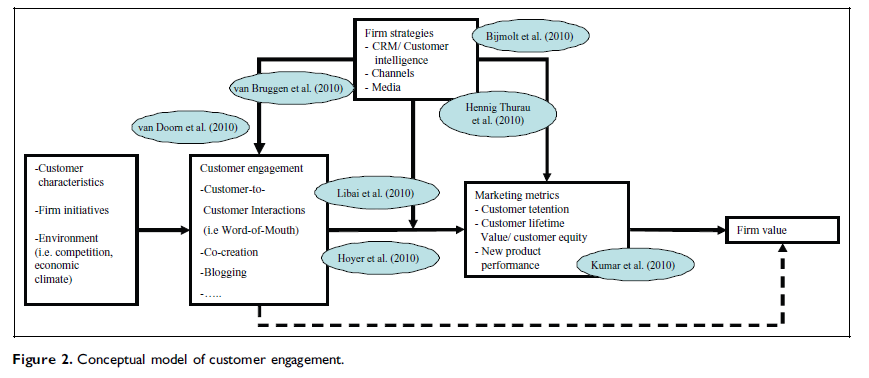 Firm strategies
- CRM/ Customer
intelligence
- Channels
- Media
Bijmolt et al. (2010)
van Bruggen et al. (2010)
Hennig Thurau
et al. (2010)
van Doorn et al. (2010)
-Customer
characteristics
-Firm initiatives
-Environment
(i.e. competition,
economic
climate)
Customer engagement
-Customer-to-
Customer Interactions
(i.e Word-of-Mouth)
-Co-creation
-Blogging
-…..
Libai et al. (2010)
Hoyer et al. (2010)
Marketing metrics
- Customer tetention
- Customer lifetime
Value/ customer equity
- New product
performance
Kumar et al. (2010)
Firm value
Figure 2. Conceptual model of customer engagement.